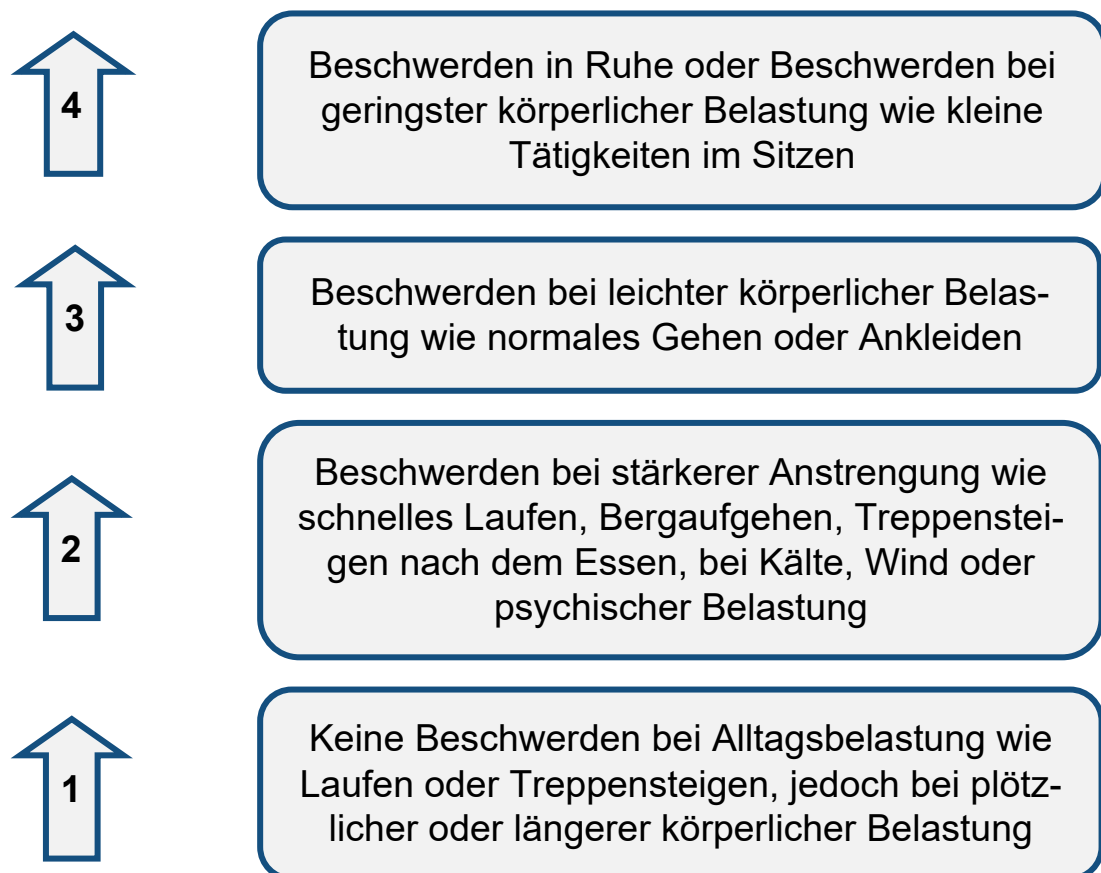 4
Beschwerden in Ruhe oder Beschwerden bei
geringster körperlicher Belastung wie kleine
Tätigkeiten im Sitzen
3
Beschwerden bei leichter körperlicher Belas-
tung wie normales Gehen oder Ankleiden
2
Beschwerden bei stärkerer Anstrengung wie
schnelles Laufen, Bergaufgehen, Treppenstei-
gen nach dem Essen, bei Kälte, Wind oder
psychischer Belastung
1
Keine Beschwerden bei Alltagsbelastung wie
Laufen oder Treppensteigen, jedoch bei plötz-
licher oder längerer körperlicher Belastung